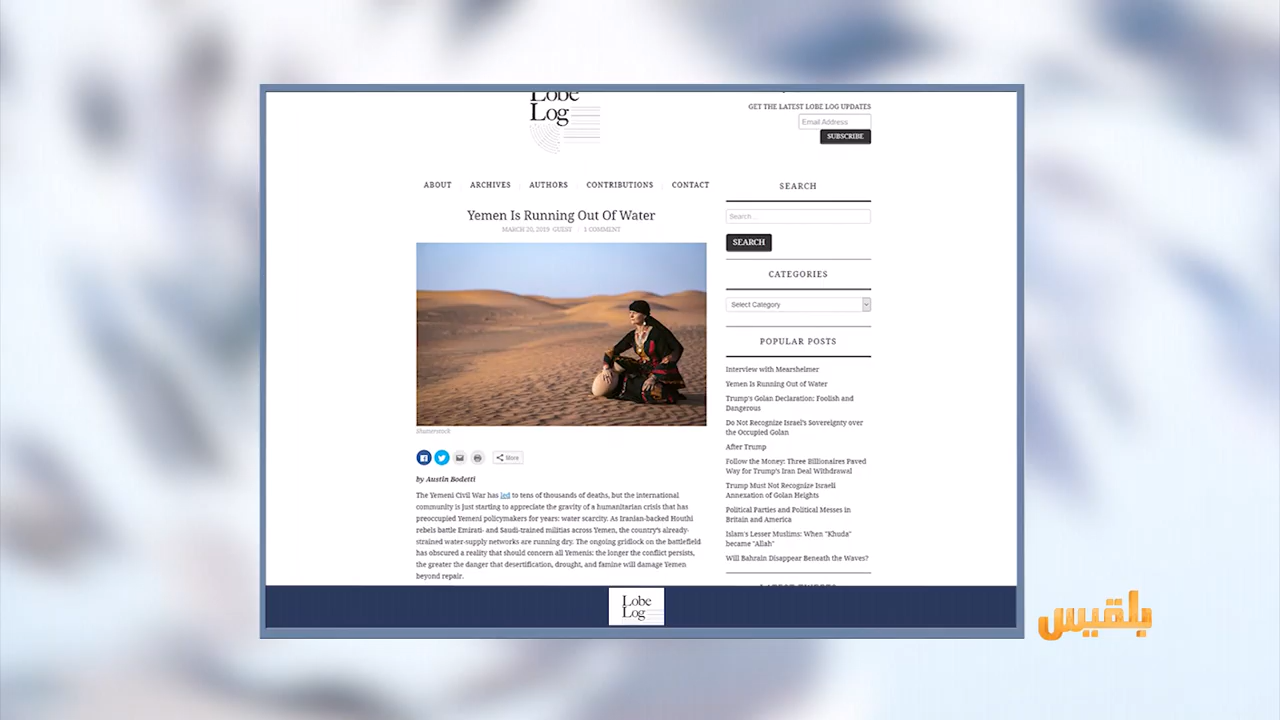 Lobe
Log
GET THE LATEST LOBE LOG UPDATES
Email Address
SUBSCRIBE
ABOUT
ARCHIVES
AUTHORS
CONTRIBUTIONS
CONTACT
Yemen Is Running Out Of Water
MARCH 20, 2019 GUEST | 1 COMMENT
Shutterstock
More
by Austin Bodetti
The Yemeni Civil War has led to tens of thousands of deaths, but the international
community is just starting to appreciate the gravity of a humanitarian crisis that has
preoccupied Yemeni policymakers for years: water scarcity. As Iranian-backed Houthi
rebels battle Emirati- and Saudi-trained militias across Yemen, the country's already-
strained water-supply networks are running dry. The ongoing gridlock on the battlefield
has obscured a reality that should concern all Yemenis: the longer the conflict persists,
the greater the danger that desertification, drought, and famine will damage Yemen
beyond repair.
SEARCH
Search…
SEARCH
CATEGORIES
Select Category
POPULAR POSTS
Interview with Mearsheimer
Yemen Is Running Out of Water
Trump's Golan Declaration: Foolish and
Dangerous
Do Not Recognize Israel's Sovereignty over
the Occupied Golan
After Trump
Follow the Money: Three Billionaires Paved
Way for Trump's Iran Deal Withdrawal
Trump Must Not Recognize Israeli
Annexation of Golan Heights
Political Parties and Political Messes in
Britain and America
Islam's Lesser Muslims: When "Khuda"
became "Allah"
Will Bahrain Disappear Beneath the Waves?
LATEST TWEETS
Lobe
Log
بلقيس